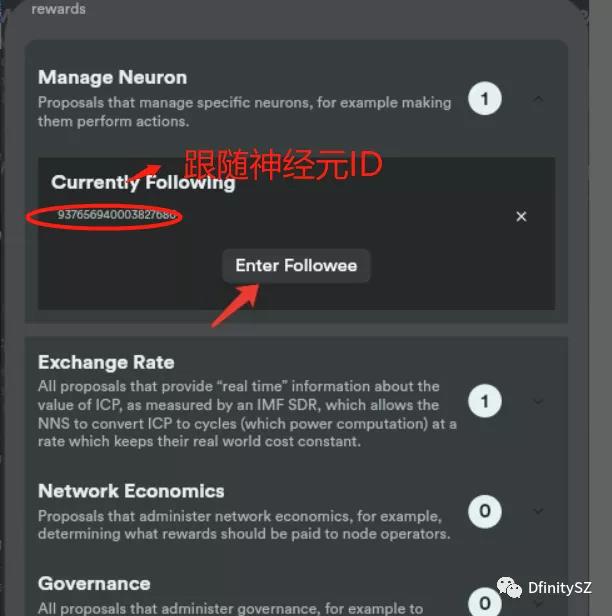 rewards
Manage Neuron
1
Proposals that manage specific neurons, for example making
them perform actions.
跟随神经元ID
Currently Following
937656940003827686
×
Enter Followee
Exchange Rate
All proposals that provide “real time” information about the
value of ICP, as measured by an IMF SDR, which allows the
NNS to convert ICP to cycles (which power computation) at a
rate which keeps their real world cost constant.
1
Network Economics
Proposals that administer network economics, for example,
determining what rewards should be paid to node operators.
0
Governance
All proposals that administer governance, for example to
0
DfinitySZ